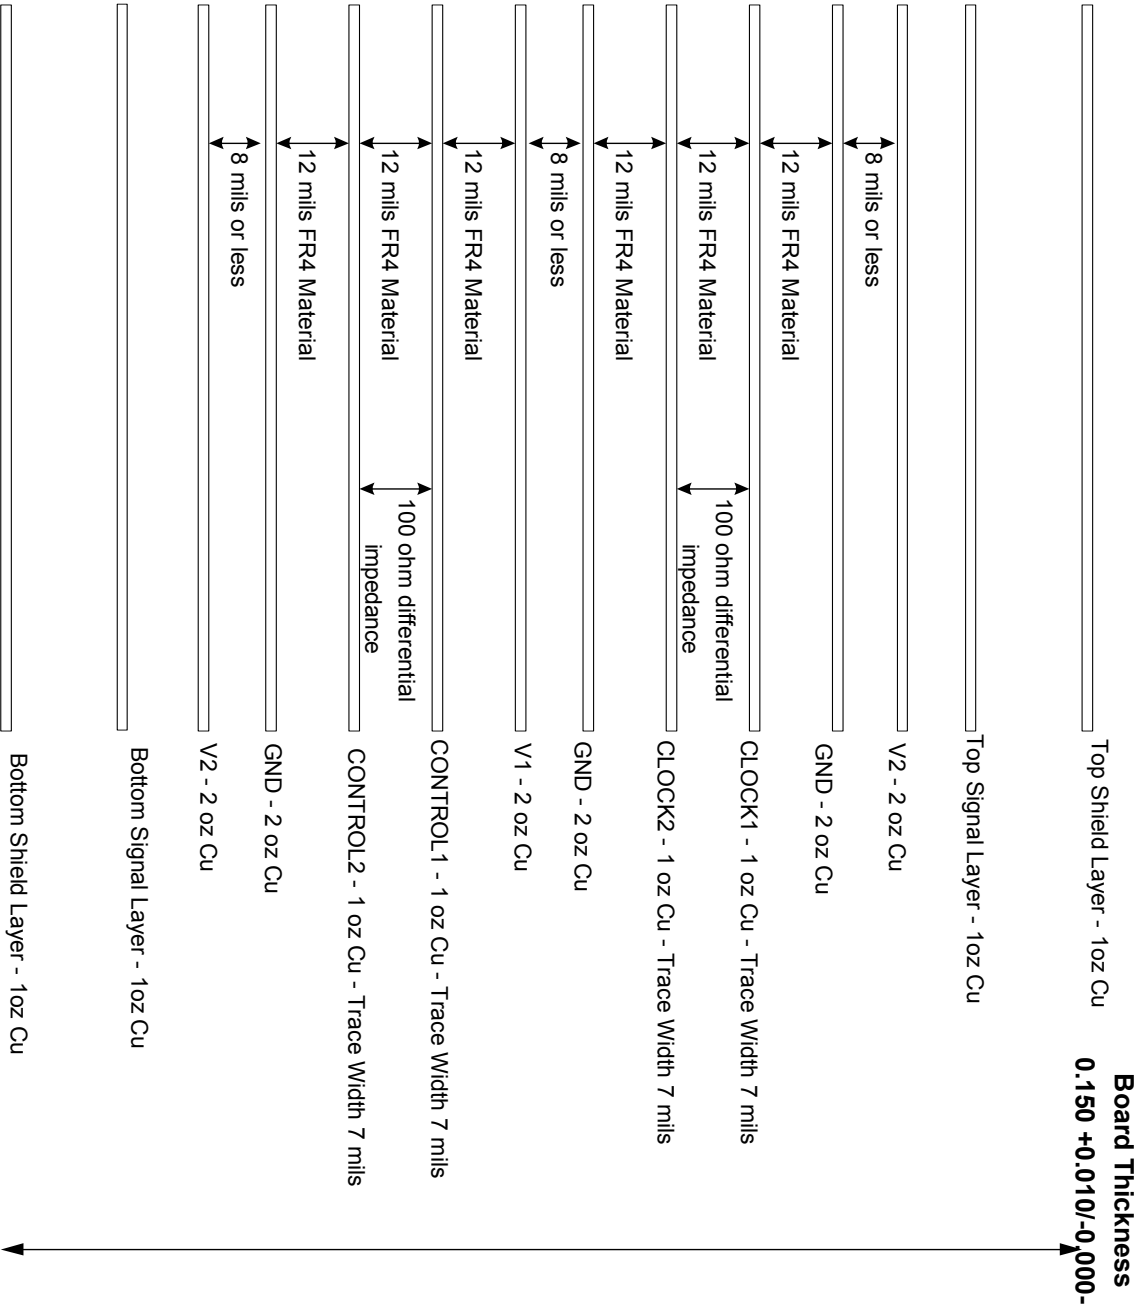 Board Thickness
0.150 +0.010/-0.000-
Top Shield Layer - 1oz Cu
Top Signal Layer - 1oz Cu
V2 - 2 oz Cu
8 mils or less
GND - 2 oz Cu
12 mils FR4 Material
CLOCK1 - 1 oz Cu - Trace Width 7 mils
12 mils FR4 Material
100 ohm differential
impedance
CLOCK2 - 1 oz Cu - Trace Width 7 mils
12 mils FR4 Material
GND - 2 oz Cu
8 mils or less
V1 - 2 oz Cu
12 mils FR4 Material
CONTROL1 - 1 oz Cu - Trace Width 7 mils
12 mils FR4 Material
100 ohm differential
impedance
CONTROL2 - 1 oz Cu - Trace Width 7 mils
12 mils FR4 Material
GND - 2 oz Cu
8 mils or less
V2 - 2 oz Cu
Bottom Signal Layer - 1oz Cu
Bottom Shield Layer - 1oz Cu